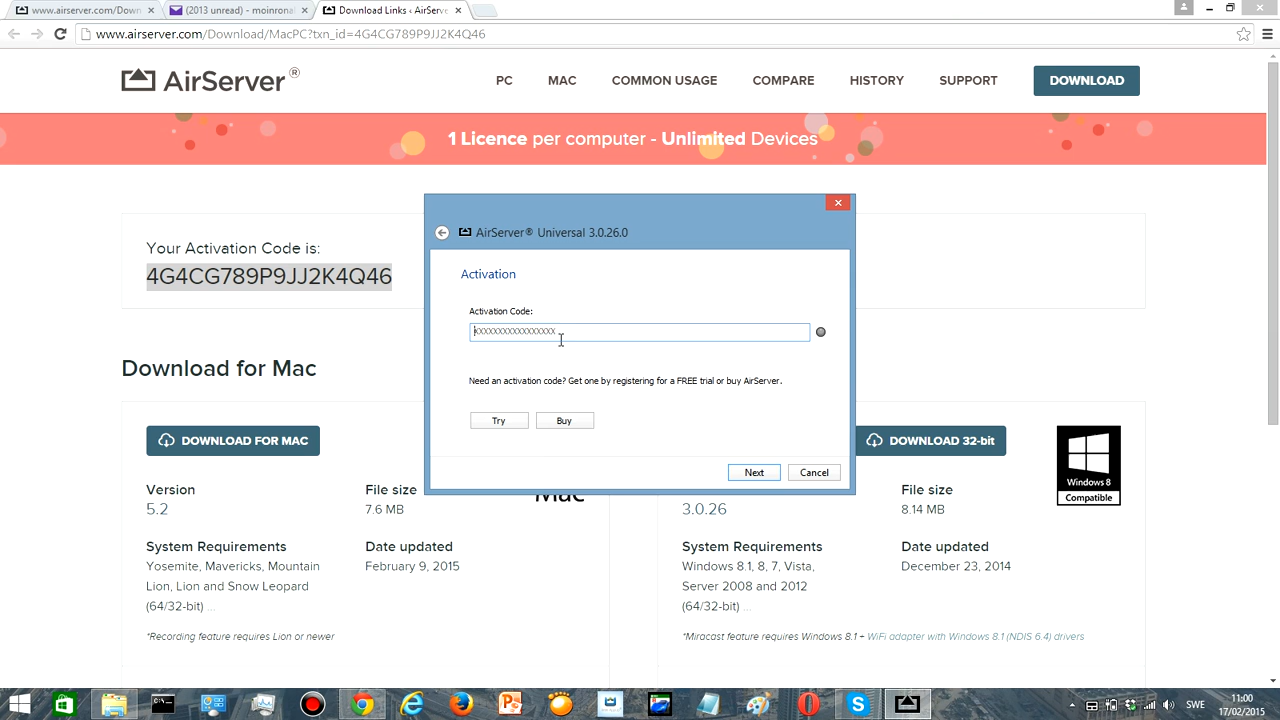 www.airserver.com/Down
(2013 unread) - moinrona
Download Links ‹ AirServe
www.airserver.com/Download/MacPC?txn_id=4G4CG789P9JJ2K4Q46
AirServer®
PC
MAC
COMMON USAGE
COMPARE
HISTORY
SUPPORT
DOWNLOAD
1 Licence per computer - Unlimited Devices
Your Activation Code is:
4G4CG789P9JJ2K4Q46
AirServer® Universal 3.0.26.0
Activation
Activation Code:
Need an activation code? Get one by registering for a FREE trial or buy AirServer.
Try
Buy
Next
Cancel
Download for Mac
DOWNLOAD FOR MAC
Version
File size
5.2
7.6 MB
Mac
System Requirements
Date updated
Yosemite, Mavericks, Mountain
February 9, 2015
Lion, Lion and Snow Leopard
(64/32-bit) ...
*Recording feature requires Lion or newer
DOWNLOAD 32-bit
Windows 8
Compatible
File size
3.0.26
8.14 MB
System Requirements
Date updated
Windows 8.1, 8, 7, Vista,
December 23, 2014
Server 2008 and 2012
(64/32-bit) ...
*Miracast feature requires Windows 8.1 + WiFi adapter with Windows 8.1 (NDIS 6.4) drivers
SWE
11:00
17/02/2015